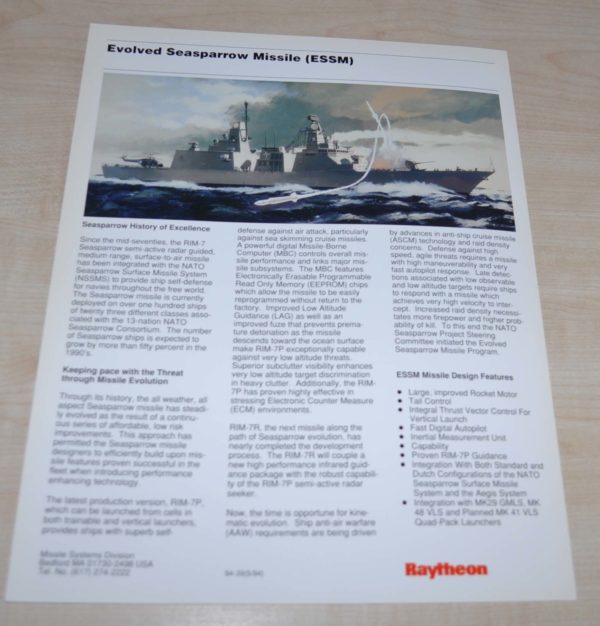 Evolved Seasparrow Missile (ESSM)
Seasparrow History of Excellence
Since the mid-seventies, the RIM-7
Seasparrow semi-active radar guided,
medium range, surface-to-air missile
has been integrated with the NATO
Seasparrow Surface Missile System
(NSSMS) to provide ship self-defense
for navies throughout the free world.
The Seasparrow missile is currently
deployed on over one hundred ships
of twenty three different classes asso-
ciated with the 13-nation NATO
Seasparrow Consortium. The number
of Seasparrow ships is expected to
grow by more than fifty percent in the
1990's.
Keeping pace with the Threat
through Missile Evolution
Through its history, the all weather, all
aspect Seasparrow missile has steadi-
ly evolved as the result of a continu-
ous series of affordable, low risk
improvements. This approach has
permitted the Seasparrow missile
designers to efficiently build upon mis-
sile features proven successful in the
fleet when introducing performance
enhancing technology.
The latest production version, RIM-7P,
which can be launched from cells in
both trainable and vertical launchers,
provides ships with superb self-
defense against air attack, particularly
against sea skimming cruise missiles.
A powerful digital Missile Borne
Computer (MBC) controls overall mis-
sile performance and links major mis-
sile subsystems. The MBC features
Electronically Erasable Programmable
Read Only Memory (EEPROM) chips
which allow the missile to be easily
reprogrammed without return to the
factory. Improved Low Altitude
Guidance (LAG) as well as an
improved fuze that prevents prema-
ture detonation as the missile
descends toward the ocean surface
make RIM-7P exceptionally capable
against very low altitude threats.
Superior subclutter visibility enhances
very low altitude target discrimination
in heavy clutter. Additionally, the RIM-
7P has proven highly effective in
stressing Electronic Counter Measure
(ECM) environments.
RIM-7R, the next missile along the
path of Seasparrow evolution, has
nearly completed the development
process. The RIM-7R will couple a
new high performance infrared guid-
ance package with the robust capabili-
ty of the RIM-7P semi-active radar
seeker.
Now, the time is opportune for kine-
matic evolution. Ship anti-air warfare
(AAW) requirements are being driven
by advances in anti-ship cruise missile
(ASCM) technology and raid density
concerns. Defense against high
speed, agile threats requires a missile
with high maneuverability and very
fast autopilot response. Late detec-
tions associated with low observable
and low altitude targets require ships
to respond with a missile which
achieves very high velocity to inter-
cept. Increased raid density necessi-
tates more firepower and higher prob-
ability of kill. To this end the NATO
Seasparrow Project Steering
Committee initiated the Evolved
Seasparrow Missile Program.
ESSM Missile Design Features
● Large, improved Rocket Motor
● Tail Control
● Integral Thrust Vector Control For
Vertical Launch
● Fast Digital Autopilot
● Inertial Measurement Unit
● Capability
● Proven RIM-7P Guidance
● Integration With Both Standard and
Dutch Configurations of the NATO
Seasparrow Surface Missile
System and the Aegis System
● Integration with MK29 GMLS, MK
48 VLS and Planned MK 41 VLS
Quad-Pack Launchers
Missile Systems Division
Bedford MA 01730-2498 USA
Tel. No. (617) 274-2222
Raytheon